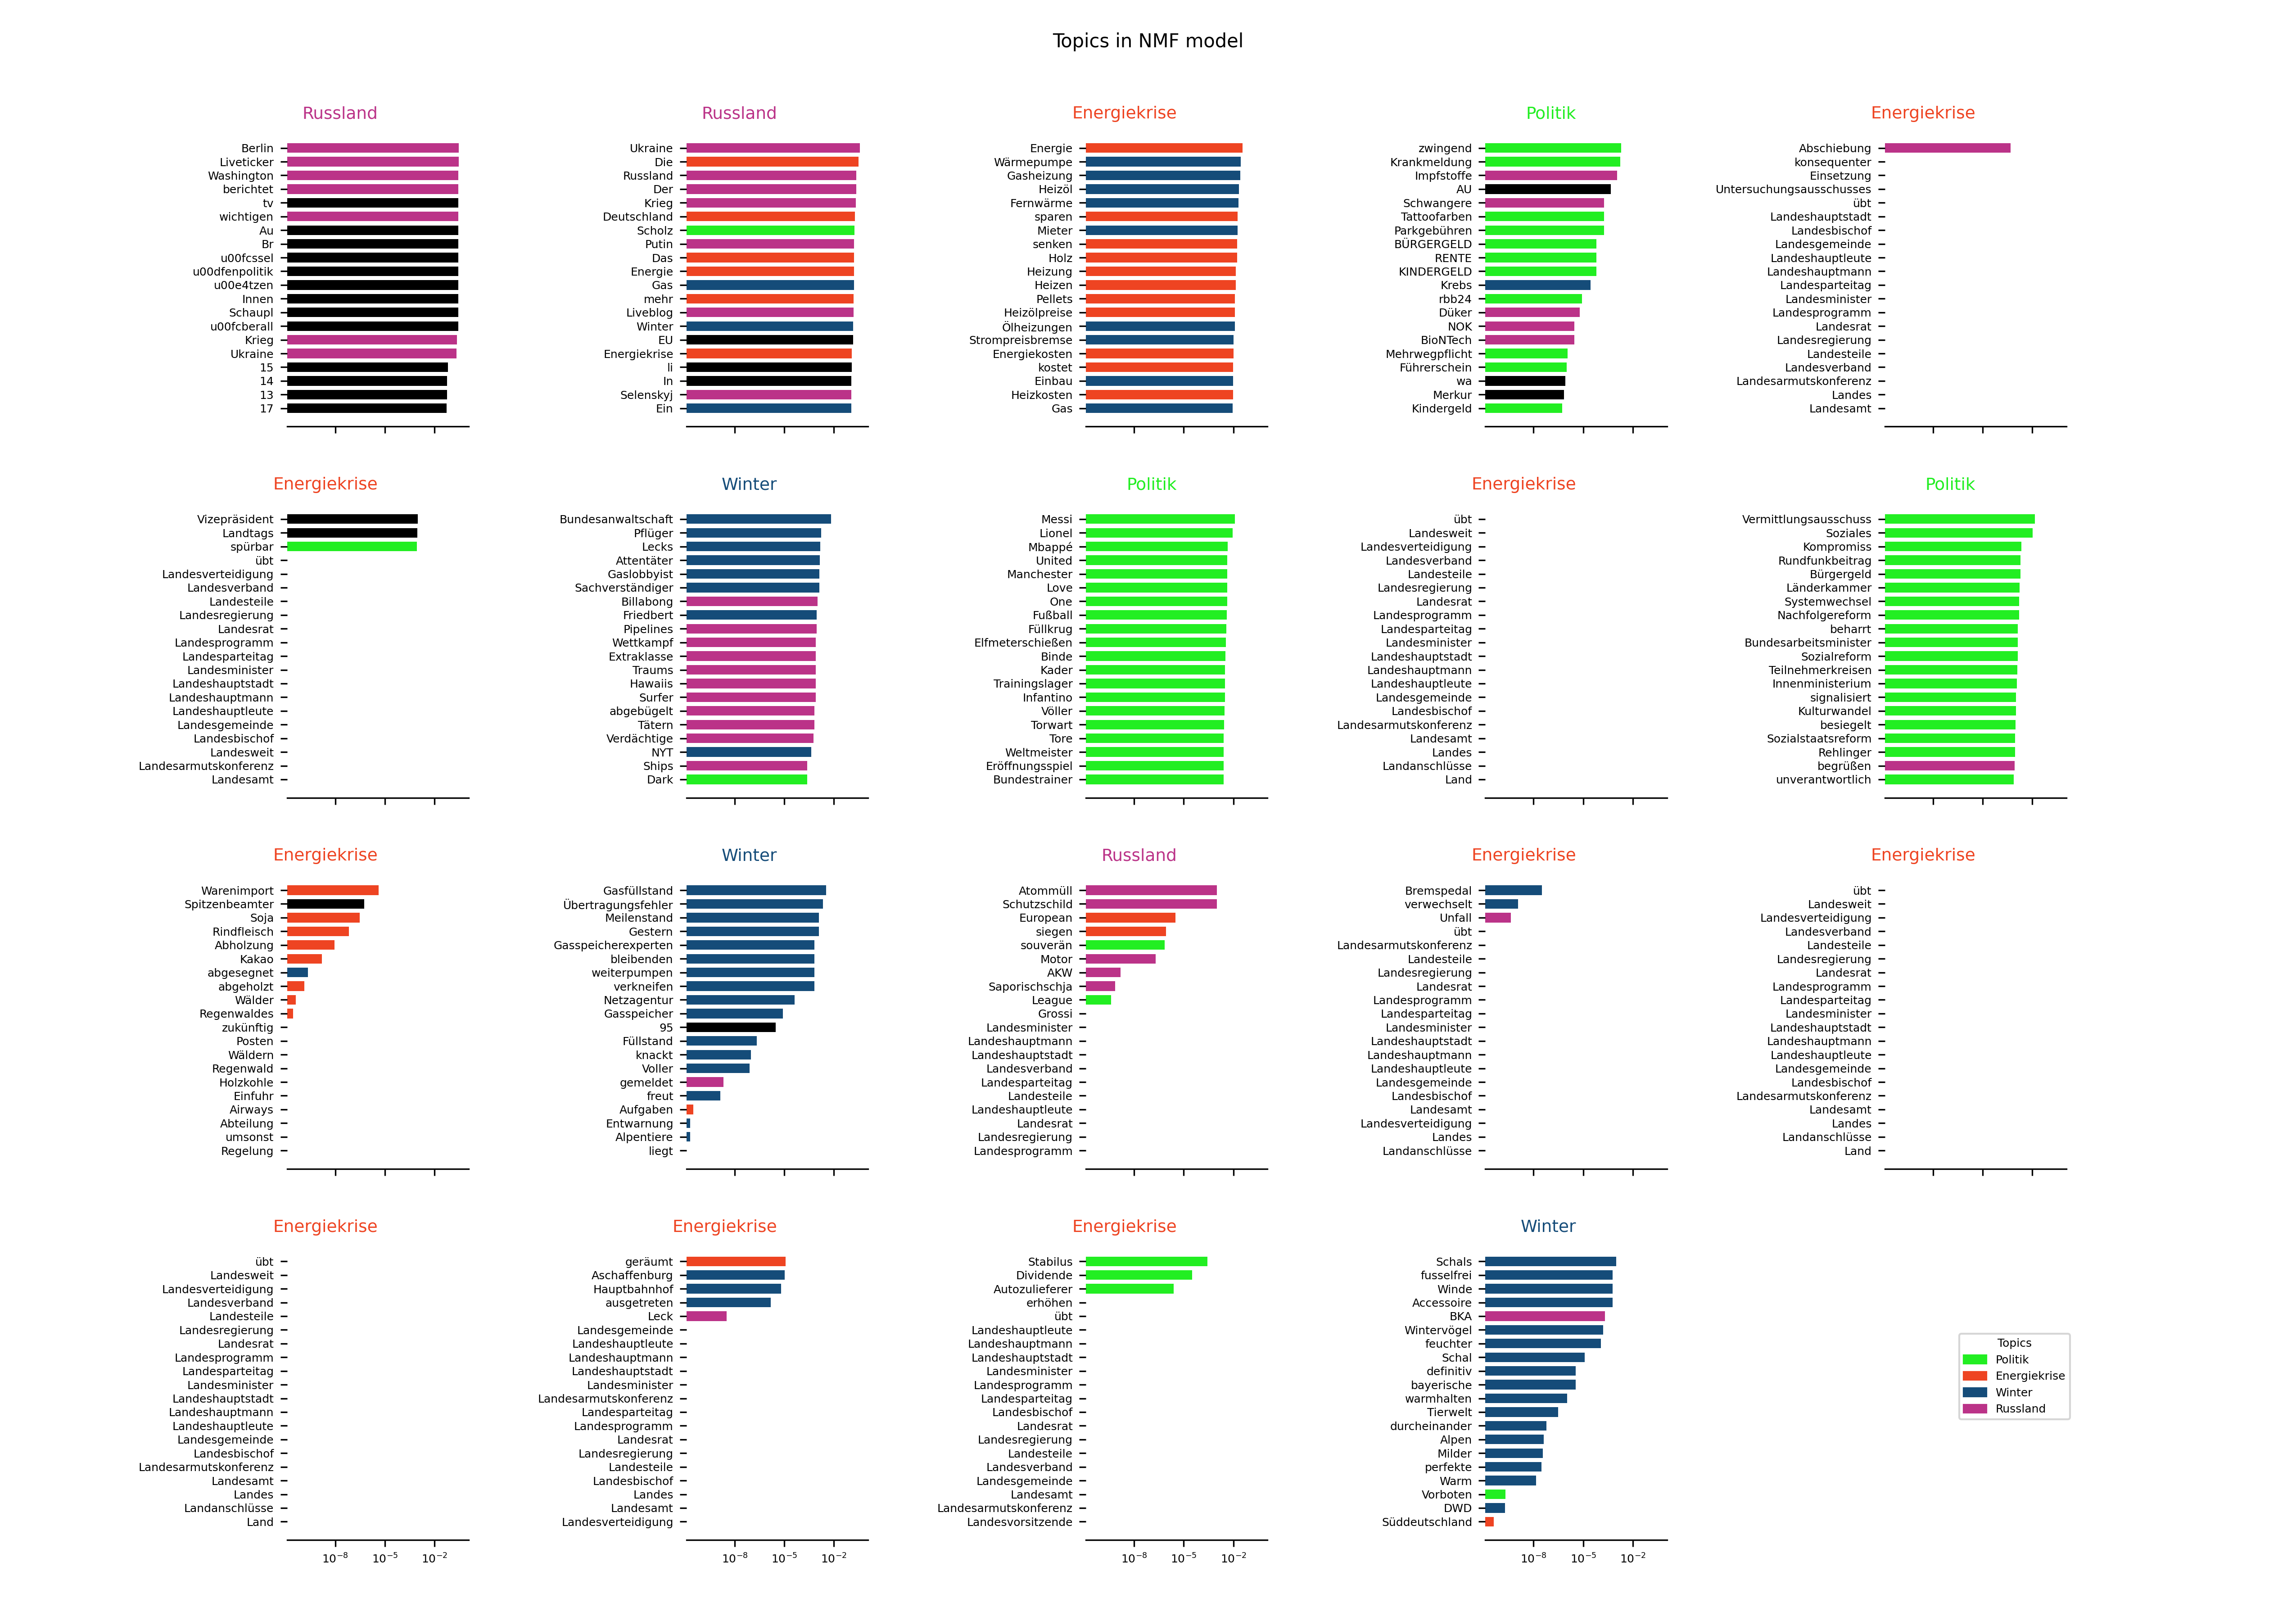 Topics in NMF model
Russland
Berlin
Liveticker
Washington
berichtet
tv
wichtigen
Au
Br
u00fcssel
u00dfenpolitik
u00e4tzen
Innen
Schaupl
u00fcberall
Krieg
Ukraine
15
14
13
17
Russland
Ukraine
Die
Russland
Der
Krieg
Deutschland
Scholz
Putin
Das
Energie
Gas
mehr
Liveblog
Winter
EU
Energiekrise
li
In
Selenskyj
Ein
Energiekrise
Energie
Wärmepumpe
Gasheizung
Heizöl
Fernwärme
sparen
Mieter
senken
Holz
Heizung
Heizen
Pellets
Heizölpreise
Ölheizungen
Strompreisbremse
Energiekosten
kostet
Einbau
Heizkosten
Gas
Politik
zwingend
Krankmeldung
Impfstoffe
AU
Schwangere
Tattoofarben
Parkgebühren
BÜRGERGELD
RENTE
KINDERGELD
Krebs
rbb24
Düker
NOK
BioNTech
Mehrwegpflicht
Führerschein
wa
Merkur
Kindergeld
Energiekrise
Abschiebung
konsequenter
Einsetzung
Untersuchungsausschusses
übt
Landeshauptstadt
Landesbischof
Landesgemeinde
Landeshauptleute
Landeshauptmann
Landesparteitag
Landesminister
Landesprogramm
Landesrat
Landesregierung
Landesteile
Landesverband
Landesarmutskonferenz
Landes
Landesamt
Energiekrise
Vizepräsident
Landtags
spürbar
übt
Landesverteidigung
Landesverband
Landesteile
Landesregierung
Landesrat
Landesprogramm
Landesparteitag
Landesminister
Landeshauptstadt
Landeshauptmann
Landeshauptleute
Landesgemeinde
Landesbischof
Landesweit
Landesarmutskonferenz
Landesamt
Winter
Bundesanwaltschaft
Pflüger
Lecks
Attentäter
Gaslobbyist
Sachverständiger
Billabong
Friedbert
Pipelines
Wettkampf
Extraklasse
Traums
Hawaiis
Surfer
abgebügelt
Tätern
Verdächtige
NYT
Ships
Dark
Politik
Messi
Lionel
Mbappé
United
Manchester
Love
One
Fußball
Füllkrug
Elfmeterschießen
Binde
Kader
Trainingslager
Infantino
Völler
Torwart
Tore
Weltmeister
Eröffnungsspiel
Bundestrainer
Energiekrise
übt
Landesweit
Landesverteidigung
Landesverband
Landesteile
Landesregierung
Landesrat
Landesprogramm
Landesparteitag
Landesminister
Landeshauptstadt
Landeshauptmann
Landeshauptleute
Landesgemeinde
Landesbischof
Landesarmutskonferenz
Landesamt
Landes
Landanschlüsse
Land
Politik
Vermittlungsausschuss
Soziales
Kompromiss
Rundfunkbeitrag
Bürgergeld
Länderkammer
Systemwechsel
Nachfolgereform
beharrt
Bundesarbeitsminister
Sozialreform
Teilnehmerkreisen
Innenministerium
signalisiert
Kulturwandel
besiegelt
Sozialstaatsreform
Rehlinger
begrüßen
unverantwortlich
Energiekrise
Warenimport
Spitzenbeamter
Soja
Rindfleisch
Abholzung
Kakao
abgesegnet
abgeholzt
Wälder
Regenwaldes
zukünftig
Posten
Wäldern
Regenwald
Holzkohle
Einfuhr
Airways
Abteilung
umsonst
Regelung
Winter
Gasfüllstand
Übertragungsfehler
Meilenstand
Gestern
Gasspeicherexperten
bleibenden
weiterpumpen
verkneifen
Netzagentur
Gasspeicher
95
Füllstand
knackt
Voller
gemeldet
freut
Aufgaben
Entwarnung
Alpentiere
liegt
Russland
Atommüll
Schutzschild
European
siegen
souverän
Motor
AKW
Saporischschja
League
Grossi
Landesminister
Landeshauptmann
Landeshauptstadt
Landesverband
Landesparteitag
Landesteile
Landeshauptleute
Landesrat
Landesregierung
Landesprogramm
Energiekrise
Bremspedal
verwechselt
Unfall
übt
Landesarmutskonferenz
Landesteile
Landesregierung
Landesrat
Landesprogramm
Landesparteitag
Landesminister
Landeshauptstadt
Landeshauptmann
Landeshauptleute
Landesgemeinde
Landesbischof
Landesamt
Landesverteidigung
Landes
Landanschlüsse
Energiekrise
übt
Landesweit
Landesverteidigung
Landesverband
Landesteile
Landesregierung
Landesrat
Landesprogramm
Landesparteitag
Landesminister
Landeshauptstadt
Landeshauptmann
Landeshauptleute
Landesgemeinde
Landesbischof
Landesarmutskonferenz
Landesamt
Landes
Landanschlüsse
Land
Energiekrise
übt
Landesweit
Landesverteidigung
Landesverband
Landesteile
Landesregierung
Landesrat
Landesprogramm
Landesparteitag
Landesminister
Landeshauptstadt
Landeshauptmann
Landeshauptleute
Landesgemeinde
Landesbischof
Landesarmutskonferenz
Landesamt
Landes
Landanschlüsse
Land
10⁻⁸ 10⁻⁵ 10⁻²
Energiekrise
geräumt
Aschaffenburg
Hauptbahnhof
ausgetreten
Leck
Landesgemeinde
Landeshauptleute
Landeshauptmann
Landeshauptstadt
Landesminister
Landesarmutskonferenz
Landesparteitag
Landesprogramm
Landesrat
Landesregierung
Landesteile
Landesbischof
Landes
Landesamt
Landesverteidigung
10⁻⁸ 10⁻⁵ 10⁻²
Energiekrise
Stabilus
Dividende
Autozulieferer
erhöhen
übt
Landeshauptleute
Landeshauptmann
Landeshauptstadt
Landesminister
Landesprogramm
Landesparteitag
Landesbischof
Landesrat
Landesregierung
Landesteile
Landesverband
Landesgemeinde
Landesamt
Landesarmutskonferenz
Landesvorsitzende
10⁻⁸ 10⁻⁵ 10⁻²
Winter
Schals
fusselfrei
Winde
Accessoire
BKA
Wintervögel
feuchter
Schal
definitiv
bayerische
warmhalten
Tierwelt
durcheinander
Alpen
Milder
perfekte
Warm
Vorboten
DWD
Süddeutschland
10⁻⁸ 10⁻⁵ 10⁻²
Topics
Politik
Energiekrise
Winter
Russland